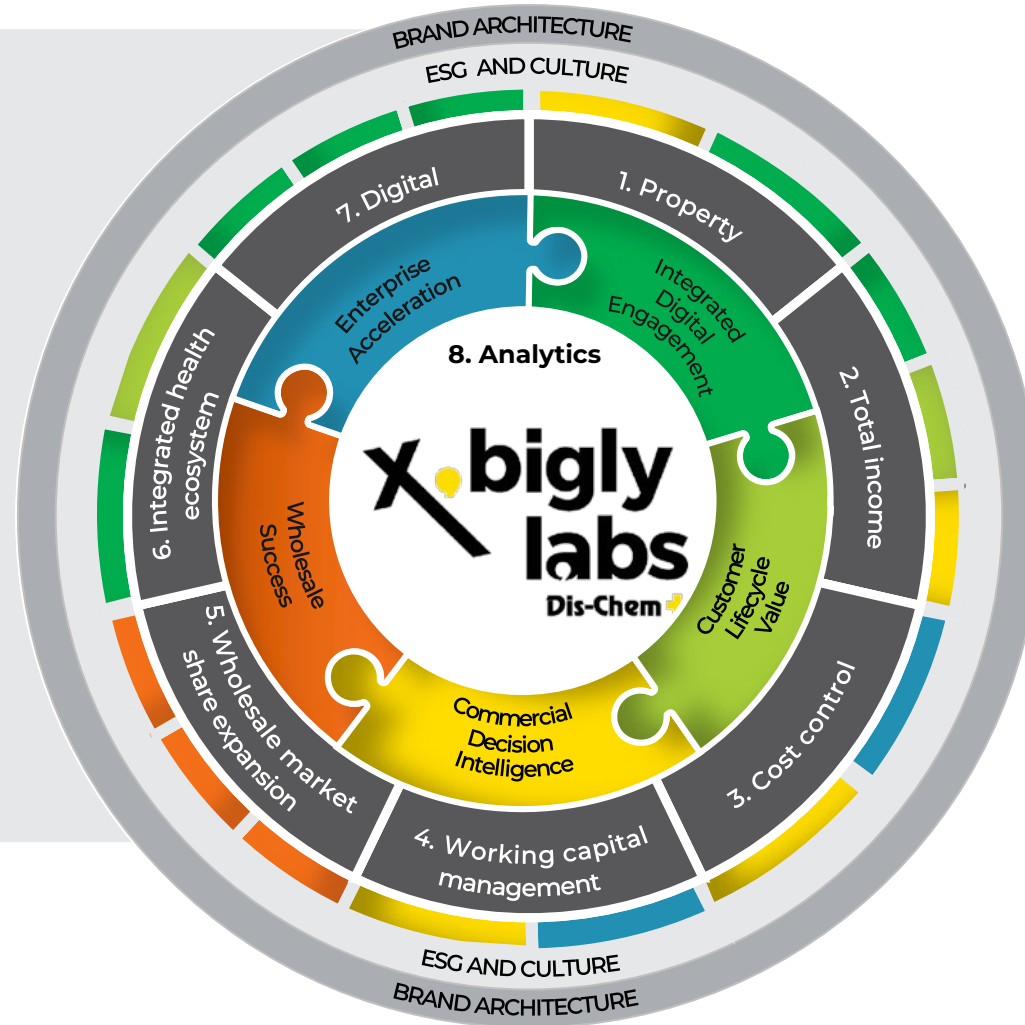 BRAND ARCHITECTURE
ESG AND CULTURE
1. Property
2. Total income
3. Cost control
4. Working capital
management
5. Wholesale market
share expansion
6. Integrated health
ecosystem
7. Digital
Integrated
Digital
Engagement
Customer
Lifecycle
Value
Commercial
Decision
Intelligence
Wholesale
Success
Enterprise
Acceleration
8. Analytics
X.bigly
labs
Dis-Chem
ESG AND CULTURE
BRAND ARCHITECTURE